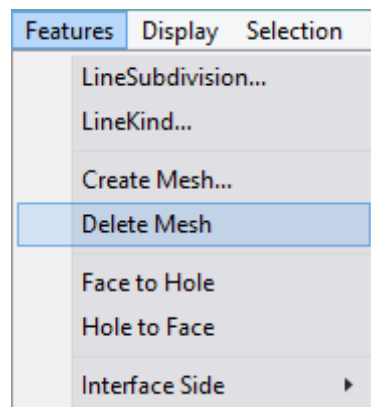 Features Display Selection
LineSubdivision...
LineKind...
Create Mesh...
Delete Mesh
Face to Hole
Hole to Face
Interface Side